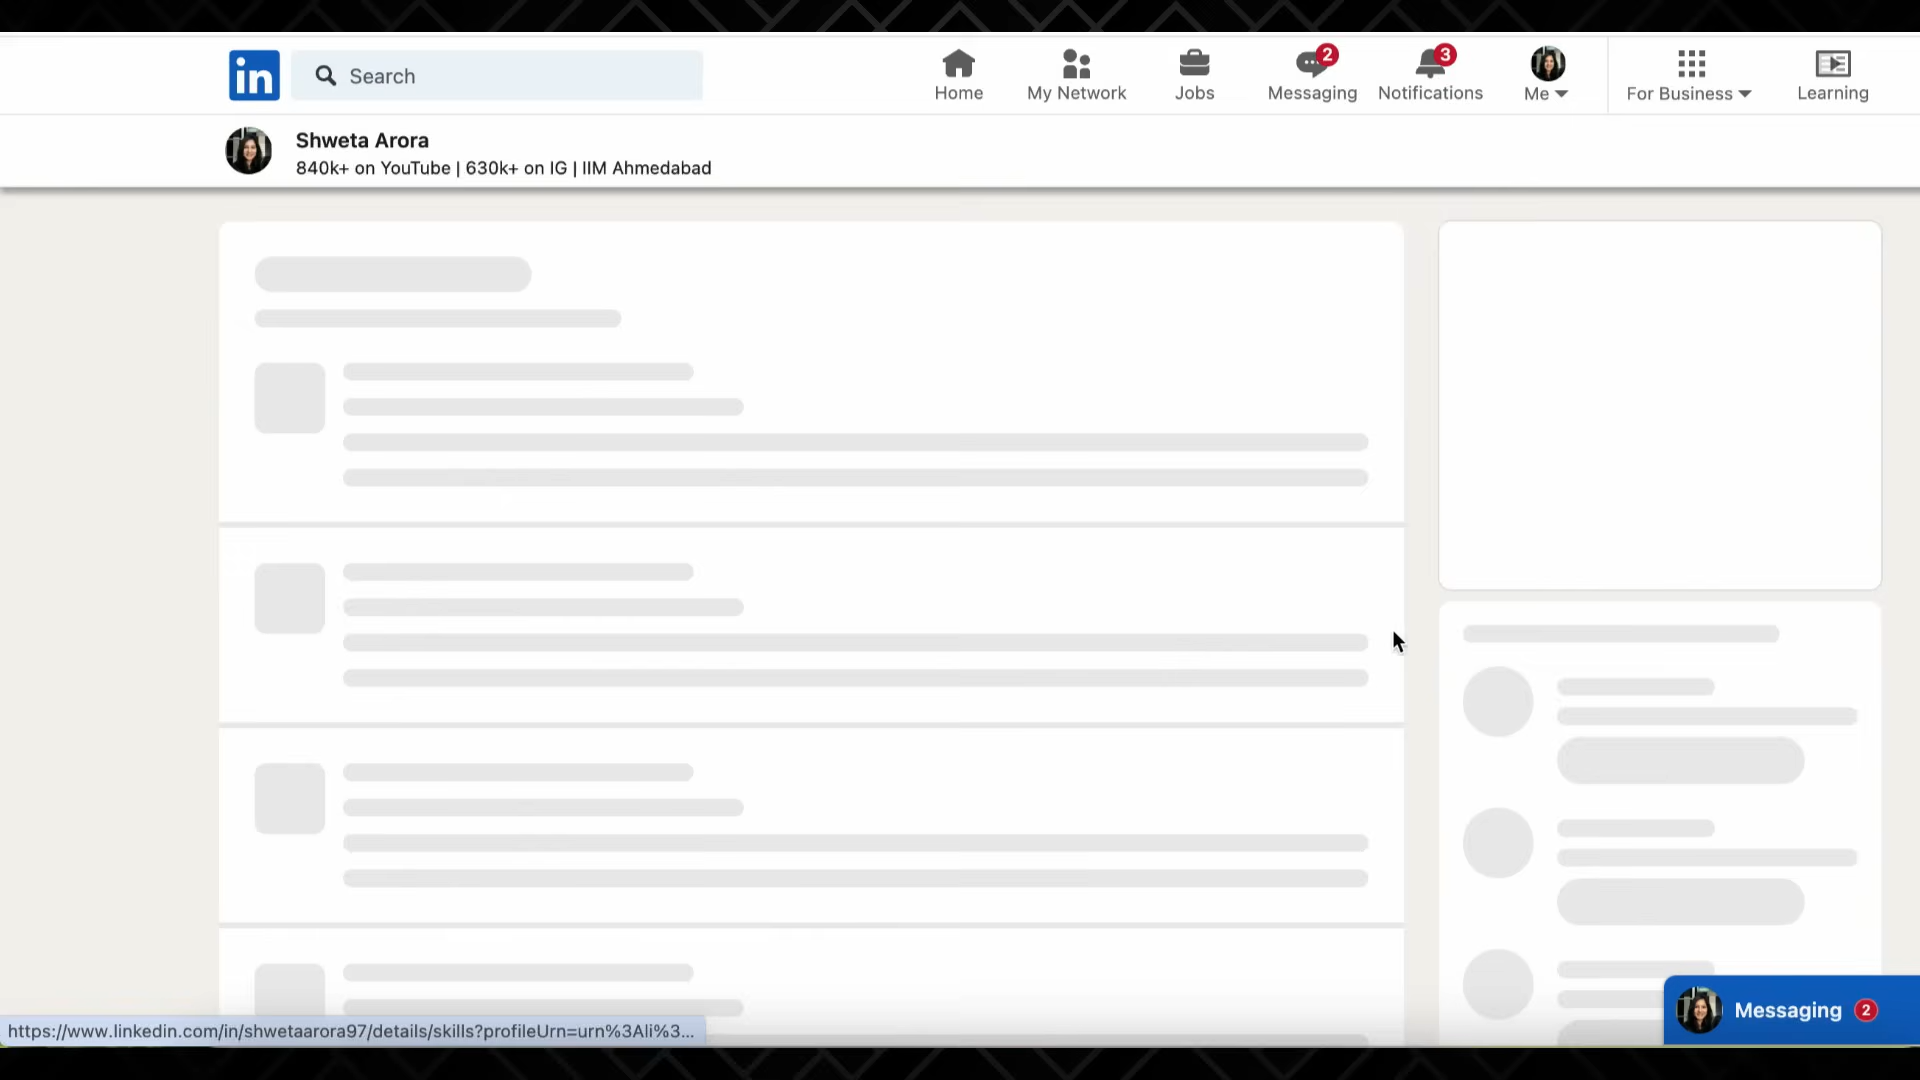 in
Search
Home
My Network
Jobs
2
Messaging
3
Notifications
Me
For Business
Learning
Shweta Arora
840k+ on YouTube | 630k+ on IG | IIM Ahmedabad
Messaging 2
https://www.linkedin.com/in/shwetaarora97/details/skills?profileUrn=urn%3Ali%3...